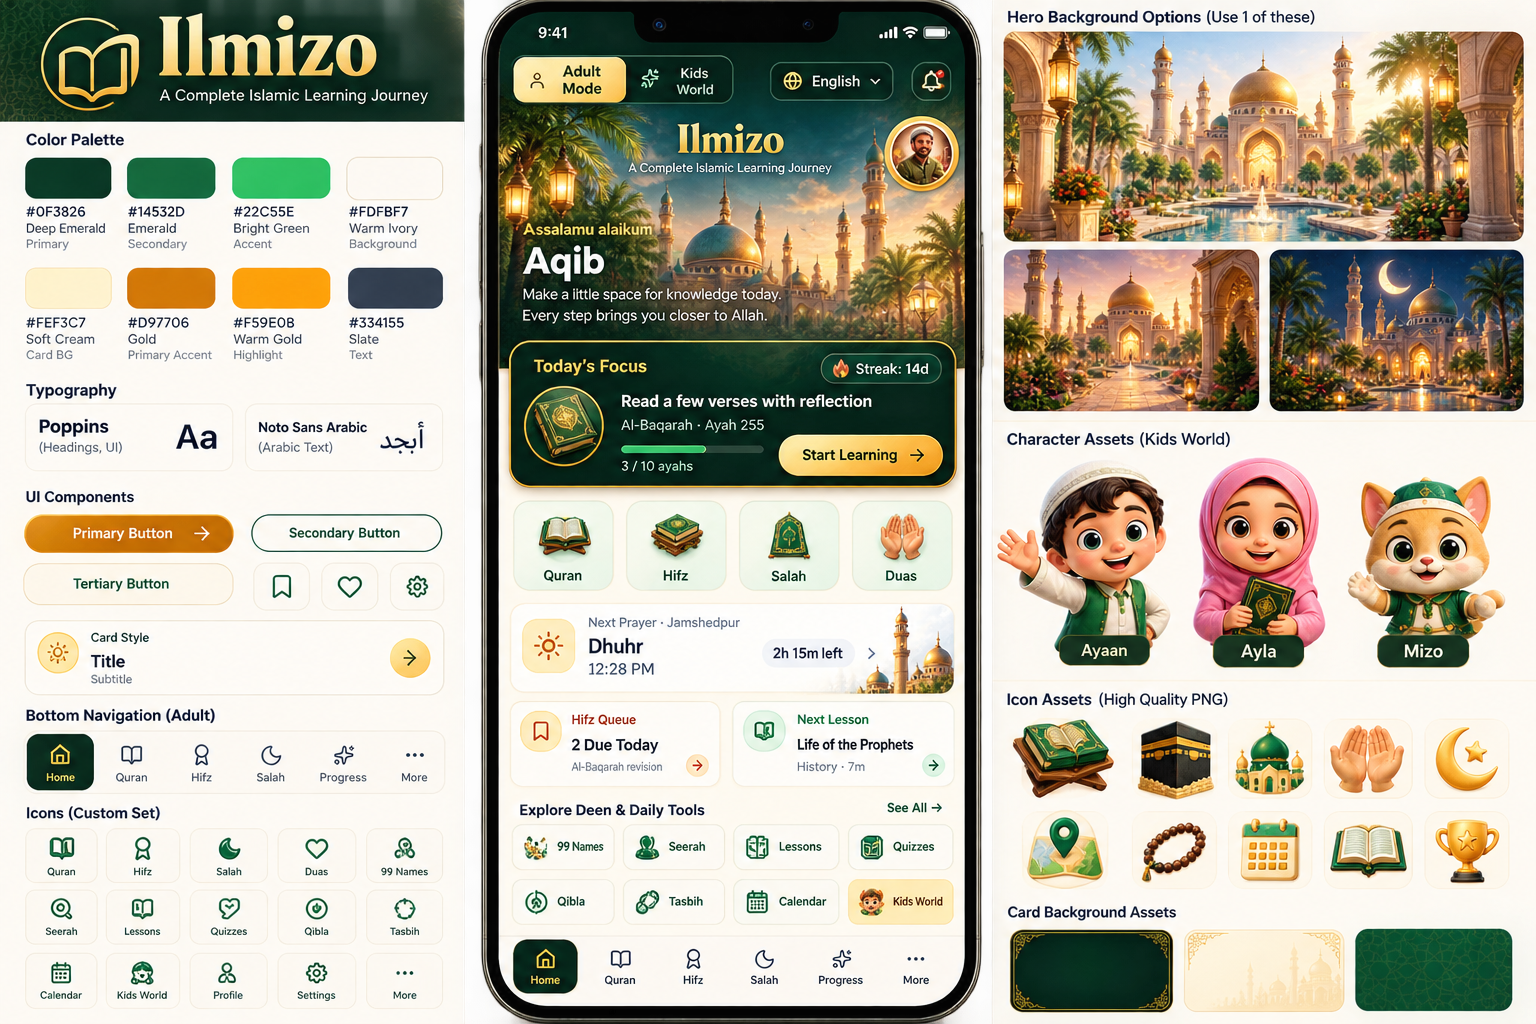 Ilmizo
A Complete Islamic Learning Journey
Color Palette
#0F3826
Deep Emerald
Primary
#14532D
Emerald
Secondary
#22C55E
Bright Green
Accent
#FDFBF7
Warm Ivory
Background
#FEF3C7
Soft Cream
Card BG
#D97706
Gold
Primary Accent
#F59E0B
Warm Gold
Highlight
#334155
Slate
Text
Typography
Poppins
(Headings, UI)
Aa
Noto Sans Arabic
(Arabic Text)
أبجد
UI Components
Primary Button
Secondary Button
Tertiary Button
Card Style
Title
Subtitle
Bottom Navigation (Adult)
Home
Quran
Hifz
Salah
Progress
More
Icons (Custom Set)
Quran
Hifz
Salah
Duas
99 Names
Seerah
Lessons
Quizzes
Qibla
Tasbih
Calendar
Kids World
Profile
Settings
More
9:41
Adult
Mode
Kids
World
English
Ilmizo
A Complete Islamic Learning Journey
Assalamu alaikum
Aqib
Make a little space for knowledge today.
Every step brings you closer to Allah.
Today's Focus
Streak: 14d
Read a few verses with reflection
Al-Baqarah · Ayah 255
3 / 10 ayahs
Start Learning
Quran
Hifz
Salah
Duas
Next Prayer · Jamshedpur
Dhuhr
12:28 PM
2h 15m left
Hifz Queue
2 Due Today
Al-Baqarah revision
Next Lesson
Life of the Prophets
History · 7m
Explore Deen & Daily Tools
See All
99 Names
Seerah
Lessons
Quizzes
Qibla
Tasbih
Calendar
Kids World
Home
Quran
Hifz
Salah
Progress
More
Hero Background Options (Use 1 of these)
Character Assets (Kids World)
Ayaan
Ayla
Mizo
Icon Assets (High Quality PNG)
Card Background Assets